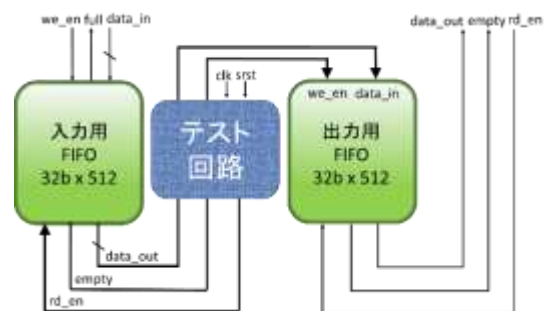 we_en full data_in
data_out empty rd_en
clk srst
we_en data_in
入力用
FIFO
32b x 512
テスト
回路
出力用
FIFO
32b x 512
data_out
empty
rd_en